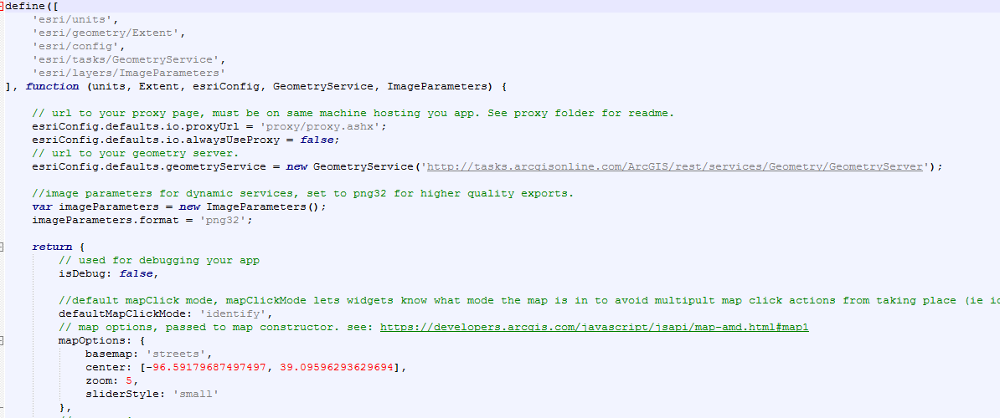 define([
    'esri/units',
    'esri/geometry/Extent',
    'esri/config',
    'esri/tasks/GeometryService',
    'esri/layers/ImageParameters'
], function (units, Extent, esriConfig, GeometryService, ImageParameters) {

    // url to your proxy page, must be on same machine hosting you app. See proxy folder for readme.
    esriConfig.defaults.io.proxyUrl = 'proxy/proxy.ashx';
    esriConfig.defaults.io.alwaysUseProxy = false;
    // url to your geometry server.
    esriConfig.defaults.geometryService = new GeometryService('http://tasks.arcgisonline.com/ArcGIS/rest/services/Geometry/GeometryServer');

    //image parameters for dynamic services, set to png32 for higher quality exports.
    var imageParameters = new ImageParameters();
    imageParameters.format = 'png32';

    return {
        // used for debugging your app
        isDebug: false,

        //default mapClick mode, mapClickMode lets widgets know what mode the map is in to avoid multipult map click actions from taking place (ie
        defaultMapClickMode: 'identify',
        // map options, passed to map constructor. see: https://developers.arcgis.com/javascript/jsapi/map-amd.html#map1
        mapOptions: {
            basemap: 'streets',
            center: [-96.59179687497497, 39.09596293629694],
            zoom: 5,
            sliderStyle: 'small'
        },